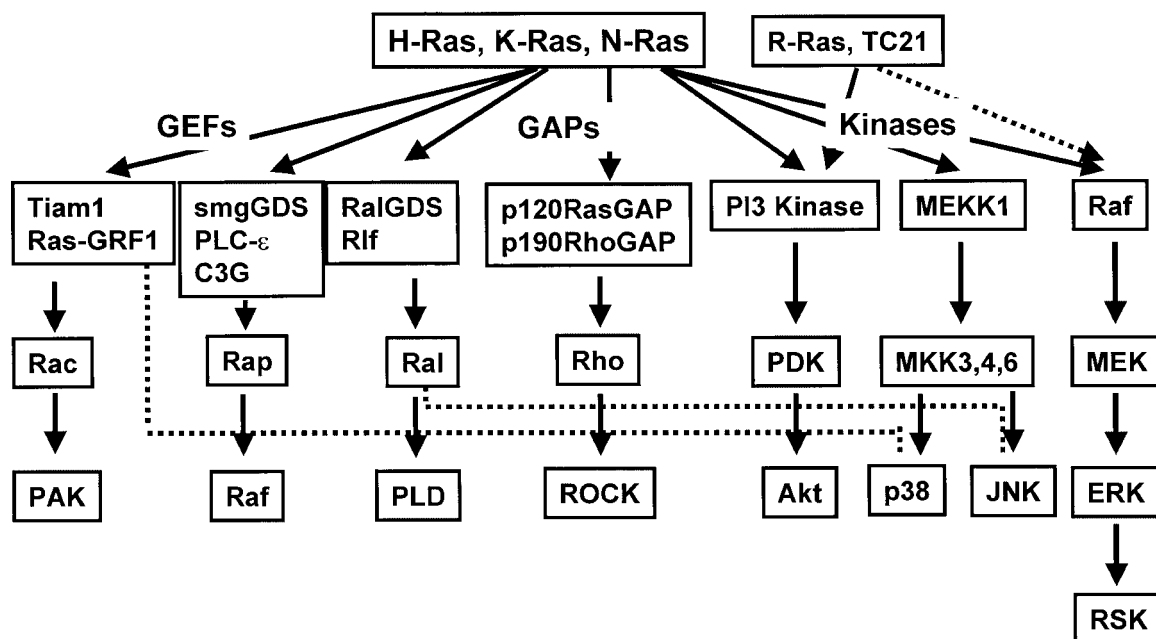 H-Ras, K-Ras, N-Ras
R-Ras, TC21
GEFs
GAPs
Kinases
Tiam1
Ras-GRF1
smgGDS
PLC-ε
C3G
RalGDS
Rlf
p120RasGAP
p190RhoGAP
PI3 Kinase
MEKK1
Raf
Rac
Rap
Ral
Rho
PDK
MKK3,4,6
MEK
PAK
Raf
PLD
ROCK
Akt
p38
JNK
ERK
RSK